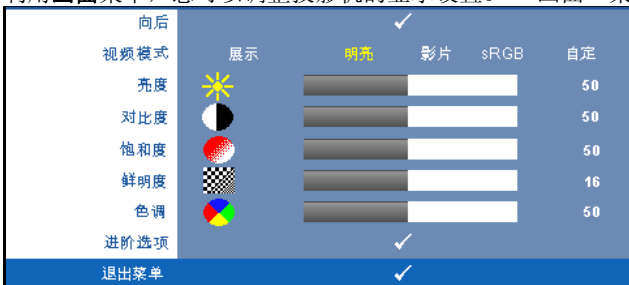 向后
视频模式 展示 明亮 影片 sRGB 自定
亮度 50
对比度 50
饱和度 50
鲜明度 16
色调 50
进阶选项
退出菜单